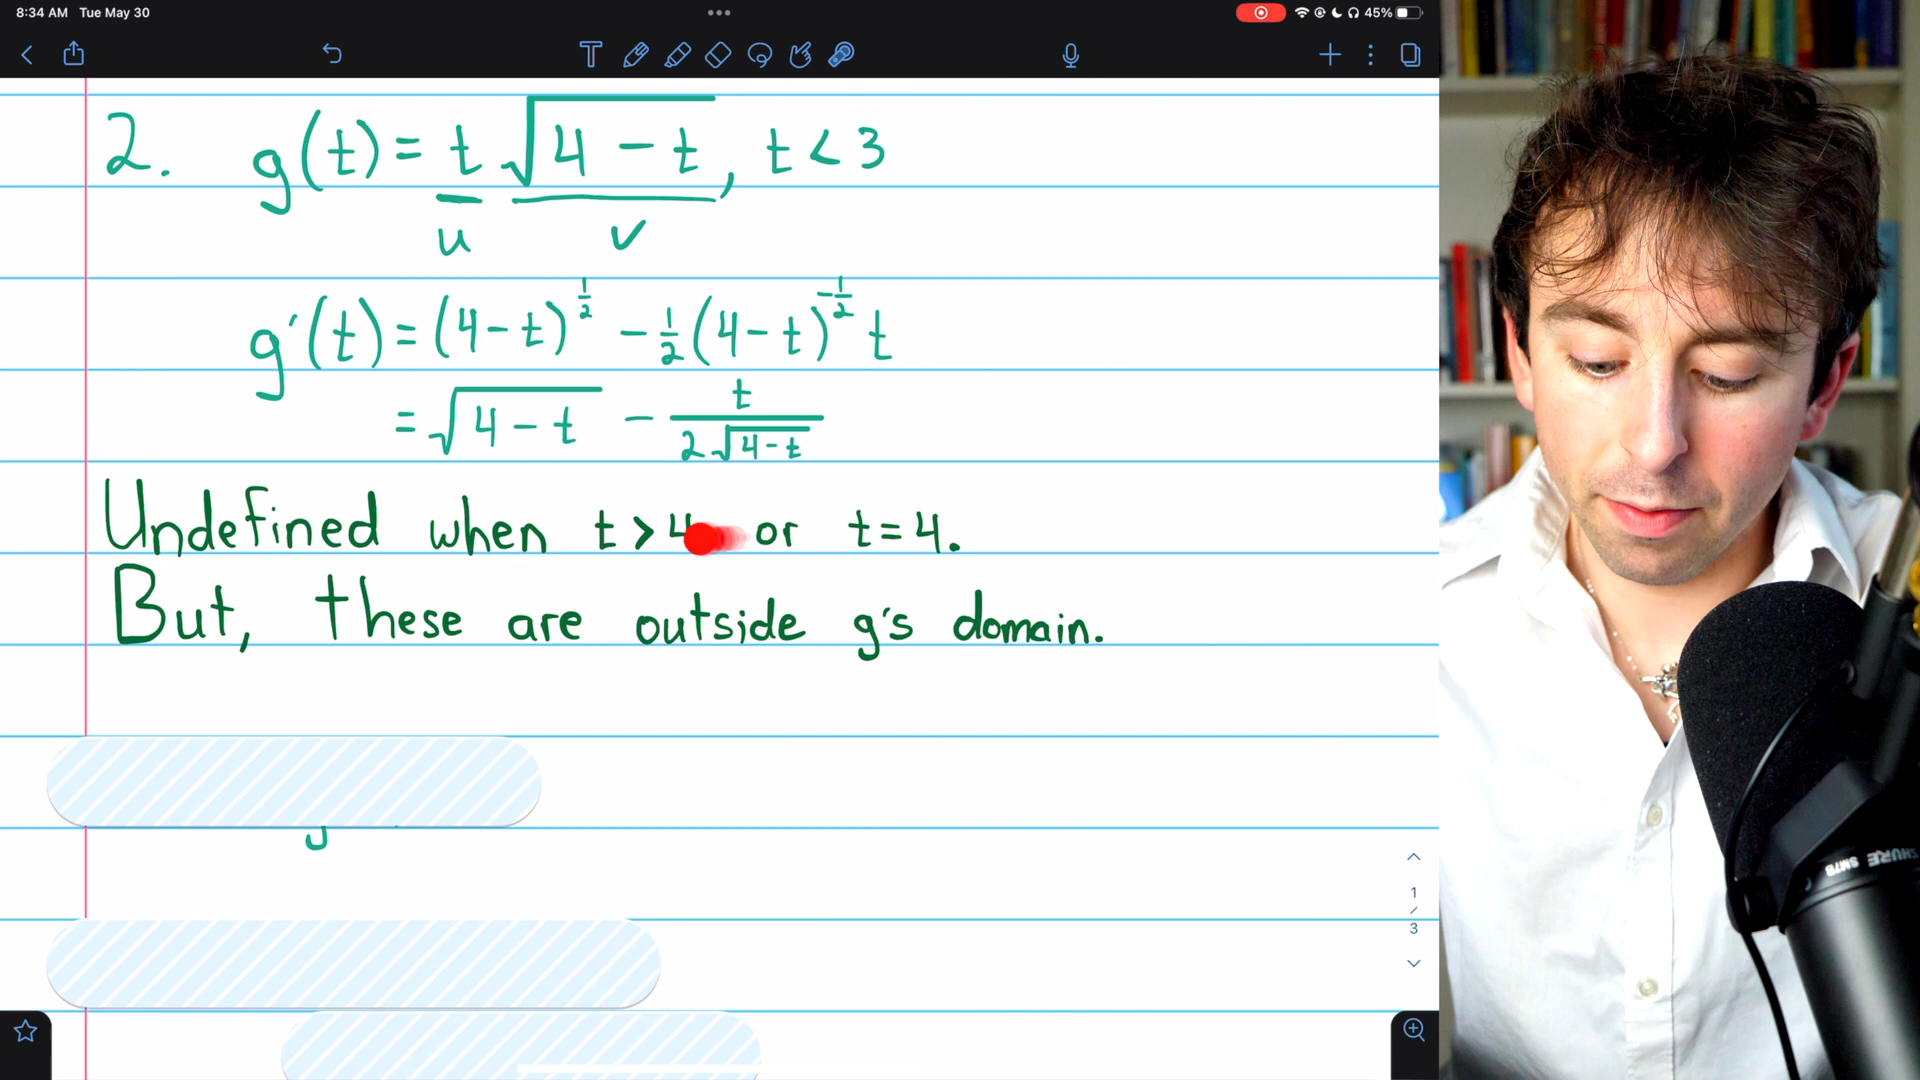 8:34 AM Tue May 30
45%
2. g(t) = t √(4 - t), t < 3
u v
g'(t) = (4-t)^(1/2) - 1/2 (4-t)^(-1/2) t
= √(4-t) - t/(2√(4-t))
Undefined when t > 4 or t = 4.
But, these are outside g's domain.
1
/
3
SHURE
SM7B